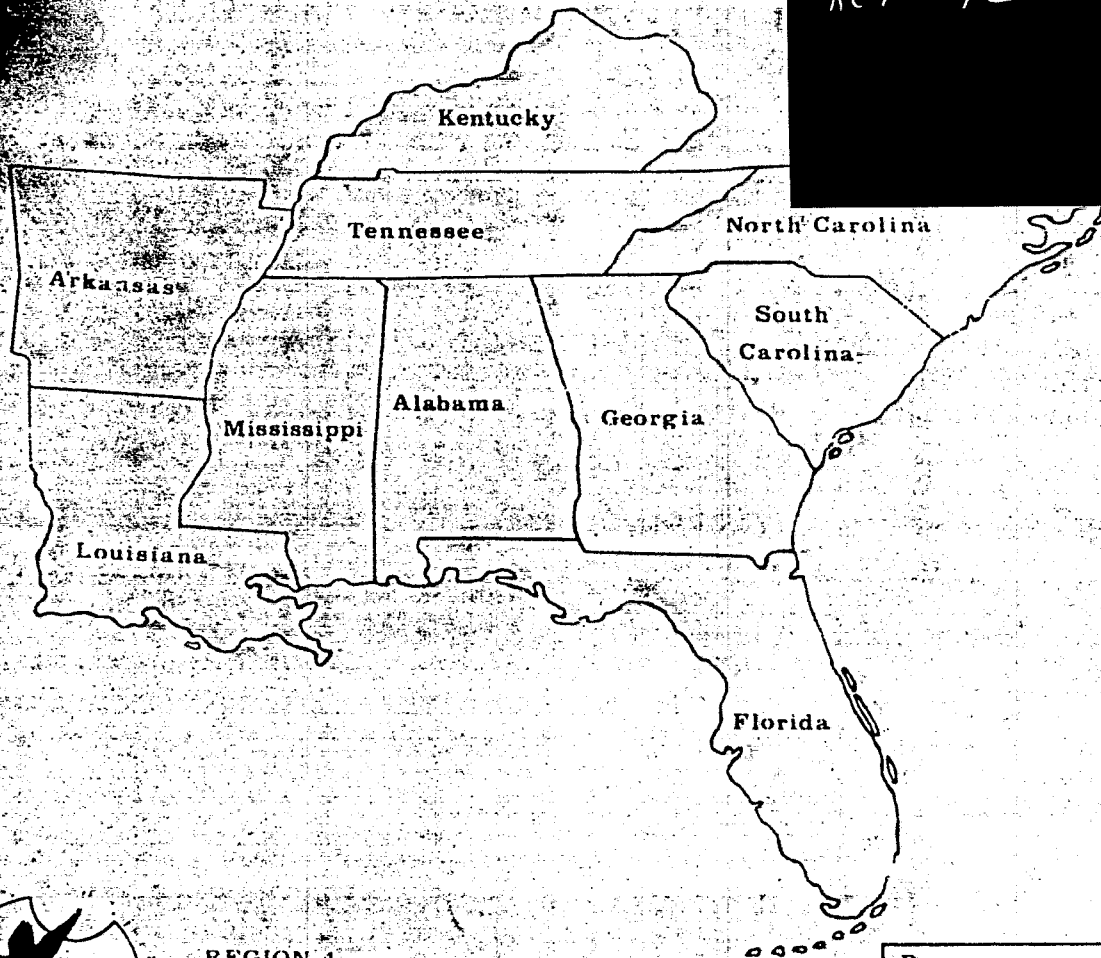 Kentucky
Tennessee
North Carolina
Arkansas
South
Carolina
Alabama
Georgia
Mississippi
Louisiana
Florida
REGION 1